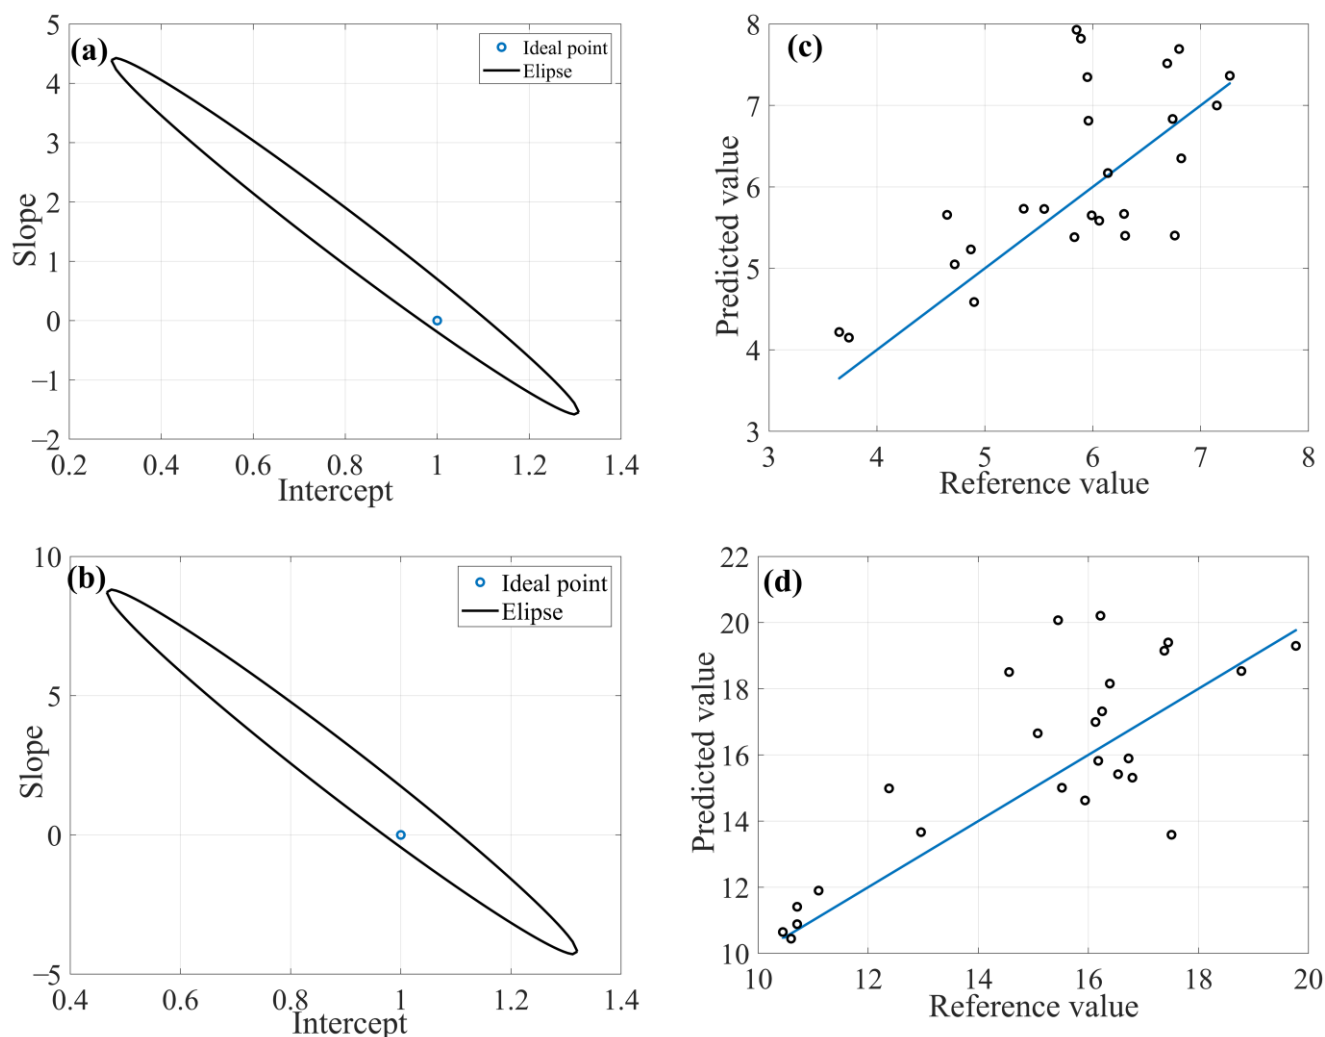 (a)
Ideal point
Elipse
5
4
3
2
1
0
−1
−2
Slope
0.2 0.4 0.6 0.8 1 1.2 1.4
Intercept
(c)
8
7
6
5
4
3
Predicted value
3 4 5 6 7 8
Reference value
(b)
Ideal point
Elipse
10
5
0
−5
Slope
0.4 0.6 0.8 1 1.2 1.4
Intercept
(d)
22
20
18
16
14
12
10
Predicted value
10 12 14 16 18 20
Reference value